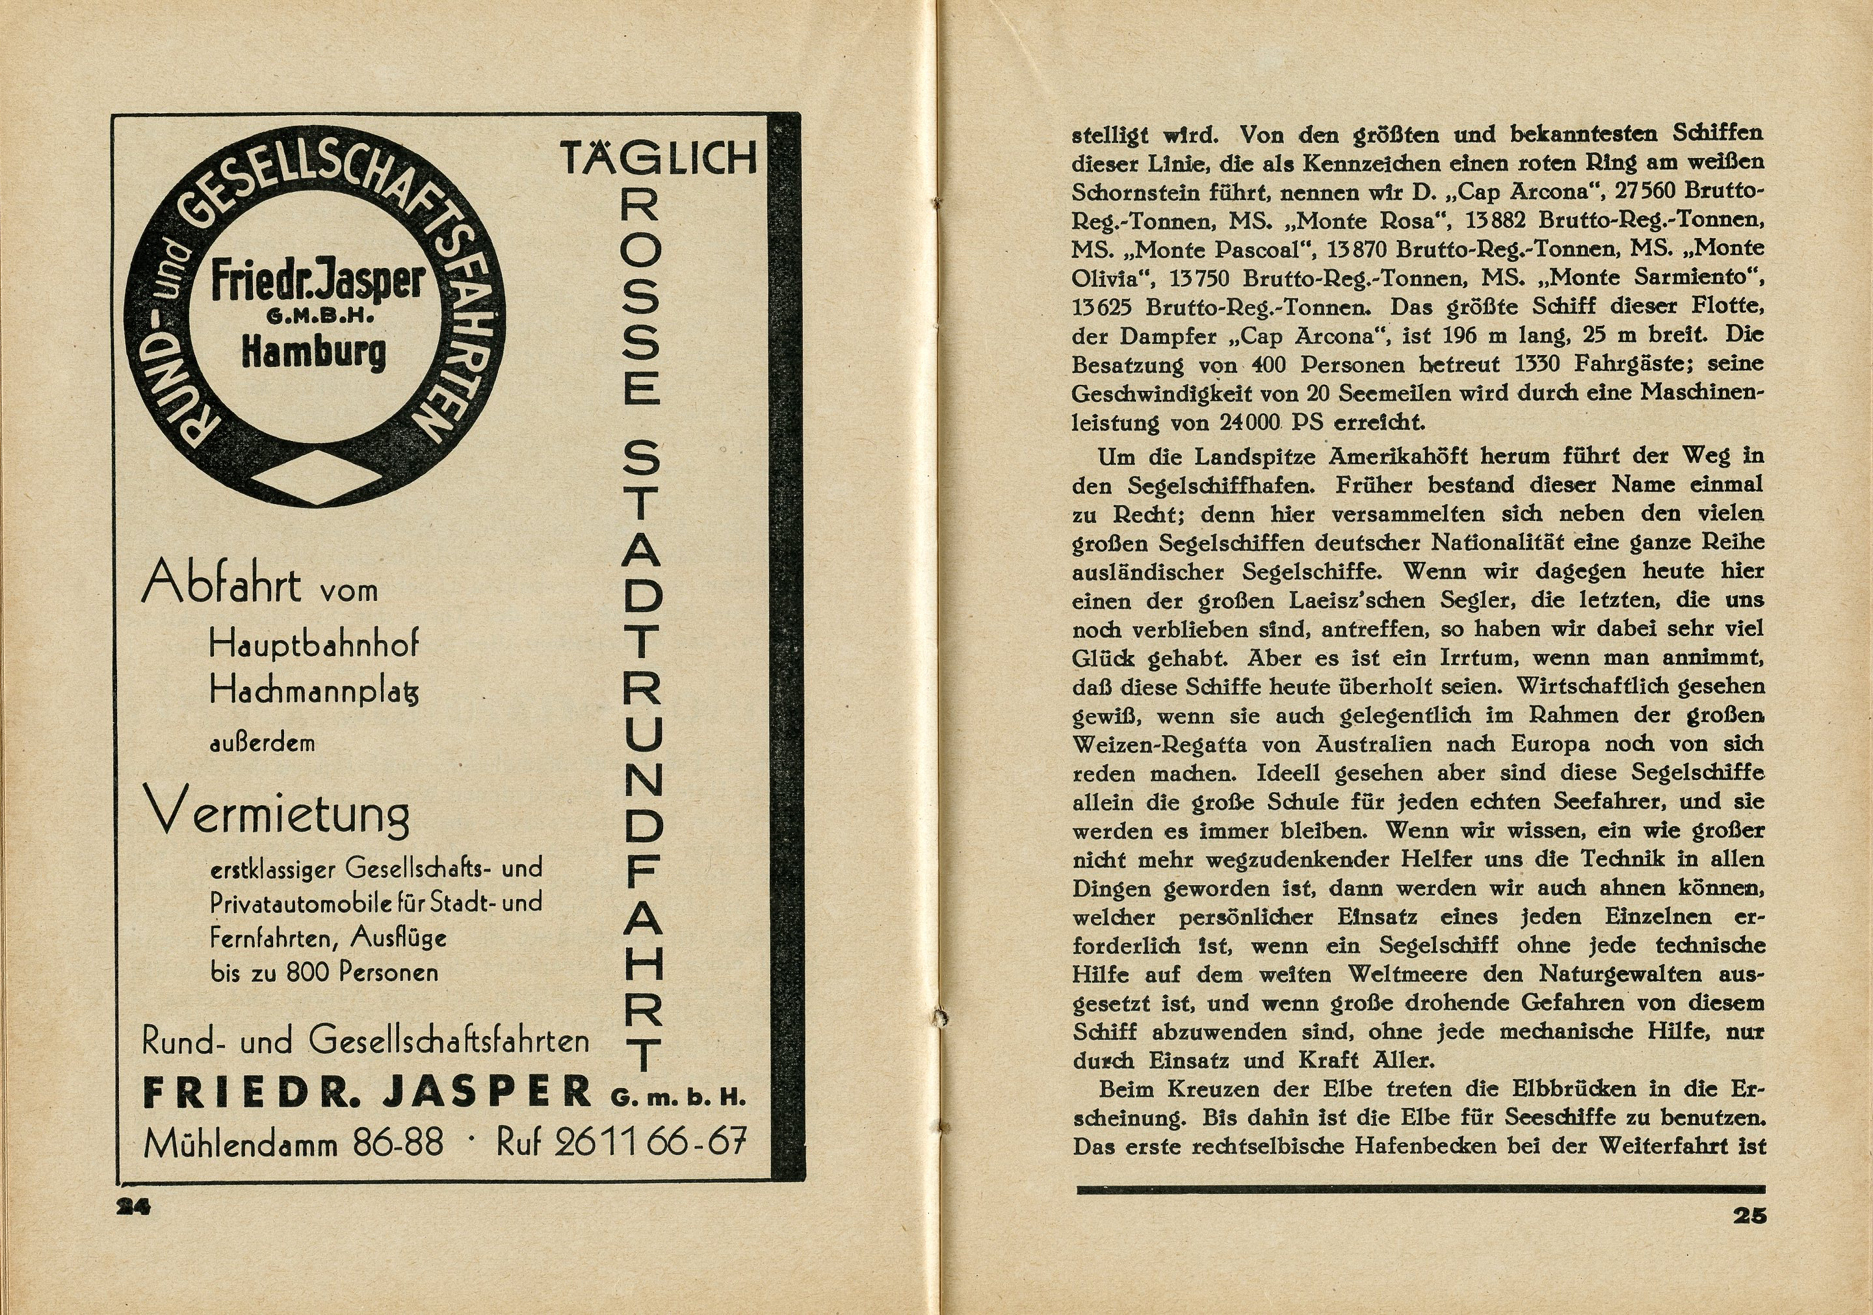 RUND- und GESELLSCHAFTSFAHRTEN
Friedr. Jasper
G.M.B.H.
Hamburg
TÄGLICH
ROSSE STADTRUNDFAHRT
Abfahrt vom
Hauptbahnhof
Hachmannplatz
außerdem
Vermietung
erstklassiger Gesellschafts- und
Privatautomobile für Stadt- und
Fernfahrten, Ausflüge
bis zu 800 Personen
Rund- und Gesellschaftsfahrten
FRIEDR. JASPER G. m. b. H.
Mühlendamm 86-88 · Ruf 26 11 66-67
24
stelligt wird. Von den größten und bekanntesten Schiffen
dieser Linie, die als Kennzeichen einen roten Ring am weißen
Schornstein führt, nennen wir D. „Cap Arcona“, 27560 Brutto-
Reg.-Tonnen, MS. „Monte Rosa“, 13882 Brutto-Reg.-Tonnen,
MS. „Monte Pascoal“, 13870 Brutto-Reg.-Tonnen, MS. „Monte
Olivia“, 13750 Brutto-Reg.-Tonnen, MS. „Monte Sarmiento“,
13625 Brutto-Reg.-Tonnen. Das größte Schiff dieser Flotte,
der Dampfer „Cap Arcona“, ist 196 m lang, 25 m breit. Die
Besatzung von 400 Personen betreut 1330 Fahrgäste; seine
Geschwindigkeit von 20 Seemeilen wird durch eine Maschinen-
leistung von 24000 PS erreicht.
Um die Landspitze Amerikahöft herum führt der Weg in
den Segelschiffhafen. Früher bestand dieser Name einmal
zu Recht; denn hier versammelten sich neben den vielen
großen Segelschiffen deutscher Nationalität eine ganze Reihe
ausländischer Segelschiffe. Wenn wir dagegen heute hier
einen der großen Laeisz’schen Segler, die letzten, die uns
noch verblieben sind, antreffen, so haben wir dabei sehr viel
Glück gehabt. Aber es ist ein Irrtum, wenn man annimmt,
daß diese Schiffe heute überholt seien. Wirtschaftlich gesehen
gewiß, wenn sie auch gelegentlich im Rahmen der großen
Weizen-Regatta von Australien nach Europa noch von sich
reden machen. Ideell gesehen aber sind diese Segelschiffe
allein die große Schule für jeden echten Seefahrer, und sie
werden es immer bleiben. Wenn wir wissen, ein wie großer
nicht mehr wegzudenkender Helfer uns die Technik in allen
Dingen geworden ist, dann werden wir auch ahnen können,
welcher persönlicher Einsatz eines jeden Einzelnen er-
forderlich ist, wenn ein Segelschiff ohne jede technische
Hilfe auf dem weiten Weltmeere den Naturgewalten aus-
gesetzt ist, und wenn große drohende Gefahren von diesem
Schiff abzuwenden sind, ohne jede mechanische Hilfe, nur
durch Einsatz und Kraft Aller.
Beim Kreuzen der Elbe treten die Elbbrücken in die Er-
scheinung. Bis dahin ist die Elbe für Seeschiffe zu benutzen.
Das erste rechtselbische Hafenbecken bei der Weiterfahrt ist
25